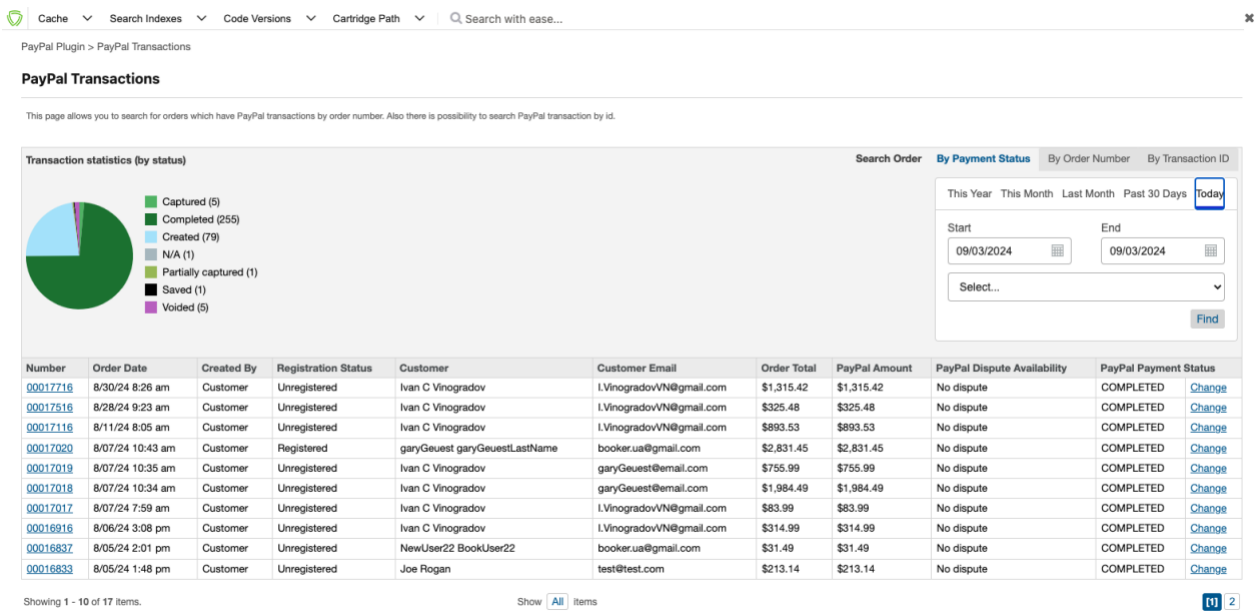 Cache Search Indexes Code Versions Cartridge Path Search with ease...
PayPal Plugin > PayPal Transactions
PayPal Transactions
This page allows you to search for orders which have PayPal transactions by order number. Also there is possibility to search PayPal transaction by id.
Transaction statistics (by status)
Captured (5)
Completed (255)
Created (79)
N/A (1)
Partially captured (1)
Saved (1)
Voided (5)
Search Order By Payment Status By Order Number By Transaction ID
This Year This Month Last Month Past 30 Days Today
Start End
09/03/2024 09/03/2024
Select...
Find
Number Order Date Created By Registration Status Customer Customer Email Order Total PayPal Amount PayPal Dispute Availability PayPal Payment Status
00017716 8/30/24 8:26 am Customer Unregistered Ivan C Vinogradov I.VinogradovVN@gmail.com $1,315.42 $1,315.42 No dispute COMPLETED Change
00017516 8/28/24 9:23 am Customer Unregistered Ivan C Vinogradov I.VinogradovVN@gmail.com $325.48 $325.48 No dispute COMPLETED Change
00017116 8/11/24 8:05 am Customer Unregistered Ivan C Vinogradov I.VinogradovVN@gmail.com $893.53 $893.53 No dispute COMPLETED Change
00017020 8/07/24 10:43 am Customer Registered garyGeuest garyGeuestLastName booker.ua@gmail.com $2,831.45 $2,831.45 No dispute COMPLETED Change
00017019 8/07/24 10:35 am Customer Unregistered Ivan C Vinogradov garyGeuest@email.com $755.99 $755.99 No dispute COMPLETED Change
00017018 8/07/24 10:34 am Customer Unregistered Ivan C Vinogradov garyGeuest@email.com $1,984.49 $1,984.49 No dispute COMPLETED Change
00017017 8/07/24 7:59 am Customer Unregistered Ivan C Vinogradov I.VinogradovVN@gmail.com $83.99 $83.99 No dispute COMPLETED Change
00016916 8/06/24 3:08 pm Customer Unregistered Ivan C Vinogradov I.VinogradovVN@gmail.com $314.99 $314.99 No dispute COMPLETED Change
00016837 8/05/24 2:01 pm Customer Unregistered NewUser22 BookUser22 booker.ua@gmail.com $31.49 $31.49 No dispute COMPLETED Change
00016833 8/05/24 1:48 pm Customer Unregistered Joe Rogan test@test.com $213.14 $213.14 No dispute COMPLETED Change
Showing 1 - 10 of 17 items. Show All items [1] 2